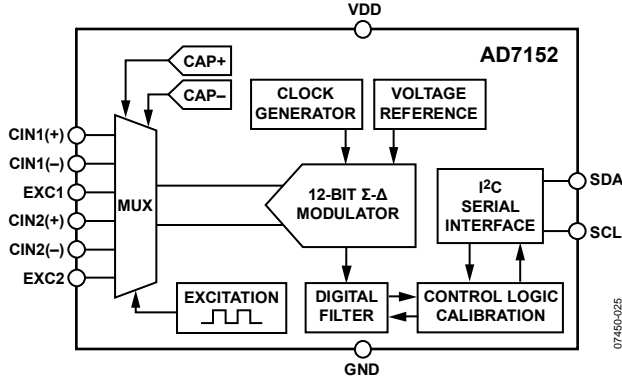 VDD
AD7152
CAP+
CAP–
CLOCK
GENERATOR
VOLTAGE
REFERENCE
CIN1(+)
CIN1(–)
EXC1
CIN2(+)
CIN2(–)
EXC2
MUX
12-BIT Σ-Δ
MODULATOR
I²C
SERIAL
INTERFACE
SDA
SCL
EXCITATION
DIGITAL
FILTER
CONTROL LOGIC
CALIBRATION
GND
07450-025